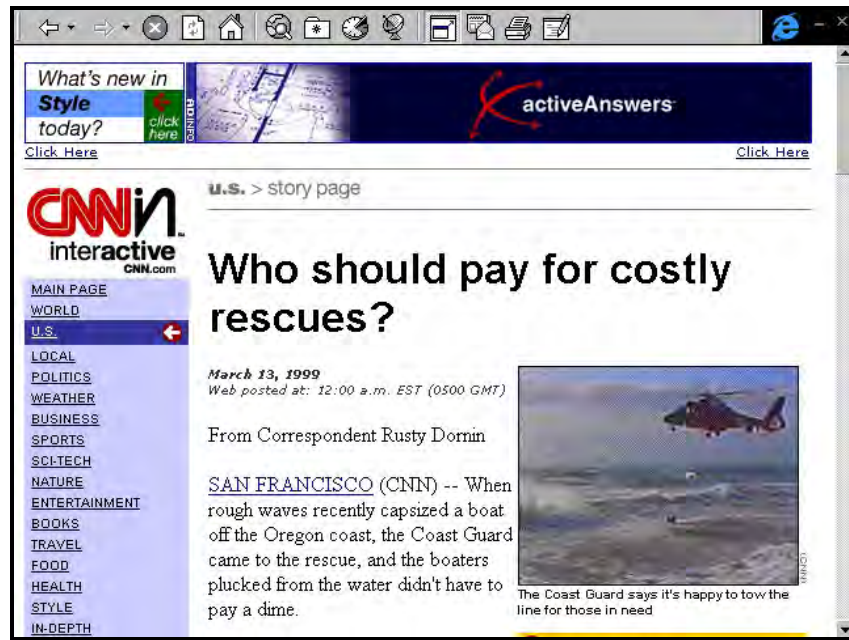 What's new in
Style
today?
click
here
AD INFO
activeAnswers
Click Here
Click Here
CNNin
interactive
CNN.com
u.s. > story page
MAIN PAGE
WORLD
U.S.
LOCAL
POLITICS
WEATHER
BUSINESS
SPORTS
SCI-TECH
NATURE
ENTERTAINMENT
BOOKS
TRAVEL
FOOD
HEALTH
STYLE
IN-DEPTH
Who should pay for costly
rescues?
March 13, 1999
Web posted at: 12:00 a.m. EST (0500 GMT)
From Correspondent Rusty Dornin
SAN FRANCISCO (CNN) -- When
rough waves recently capsized a boat
off the Oregon coast, the Coast Guard
came to the rescue, and the boaters
plucked from the water didn't have to
pay a dime.
(CNN)
The Coast Guard says it's happy to tow the
line for those in need